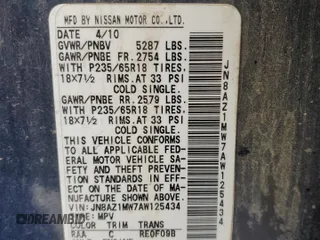 MFD BY NISSAN MOTOR CO.,LTD.
DATE 4/10
GVWR/PNBV 5287 LBS.
GAWR/PNBE FR. 2754 LBS.
WITH P235/65R18 TIRES.
18x7½ RIMS.AT 33 PSI
COLD SINGLE.
GAWR/PNBE RR. 2579 LBS.
WITH P235/65R18 TIRES.
18x7½ RIMS.AT 33 PSI
COLD SINGLE.
THIS VEHICLE CONFORMS
TO ALL APPLICABLE FED-
ERAL MOTOR VEHICLE SA-
FETY AND THEFT PREVEN-
TION STANDARDS IN EFF-
ECT ON THE DATE OF MA-
NUFACTURE SHOWN ABOVE.
VIN:JN8AZ1MW7AW125434
TYPE:MPV
COLOR TRIM TRANS
C RE0F09B
JN8AZ1MW7AW125434
DREAMBID